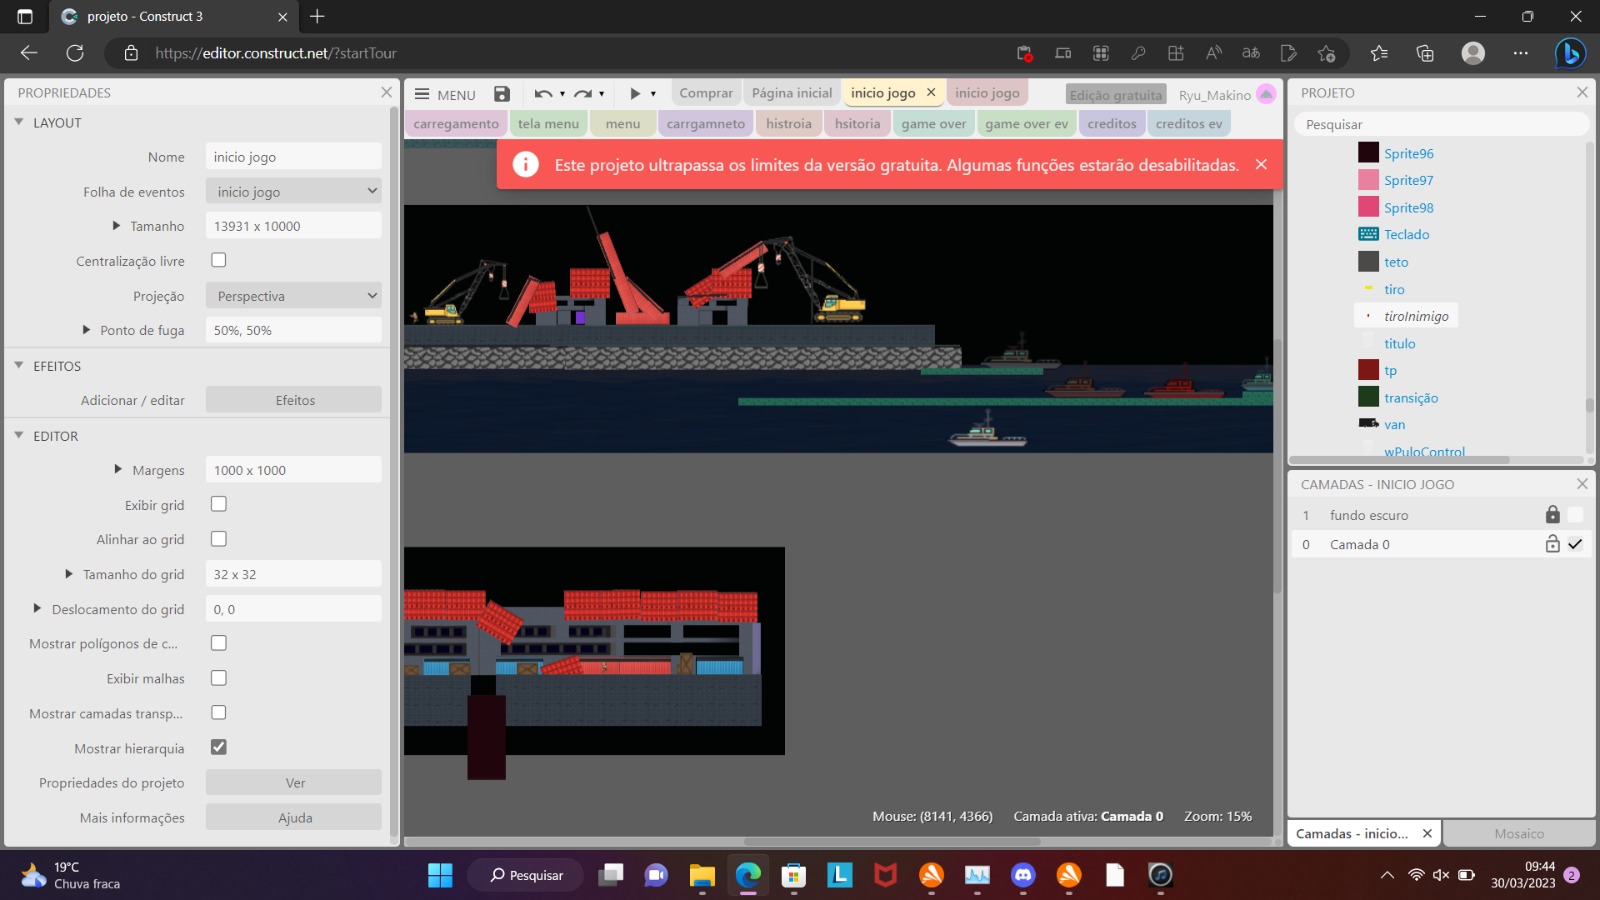 projeto - Construct 3
https://editor.construct.net/?startTour
PROPRIEDADES
LAYOUT
Nome
inicio jogo
Folha de eventos
inicio jogo
Tamanho
13931 x 10000
Centralização livre
Projeção
Perspectiva
Ponto de fuga
50%, 50%
EFEITOS
Adicionar / editar
Efeitos
EDITOR
Margens
1000 x 1000
Exibir grid
Alinhar ao grid
Tamanho do grid
32 x 32
Deslocamento do grid
0, 0
Mostrar polígonos de c...
Exibir malhas
Mostrar camadas transp...
Mostrar hierarquia
Propriedades do projeto
Ver
Mais informações
Ajuda
MENU
Comprar
Página inicial
inicio jogo
inicio jogo
Edição gratuita
Ryu_Makino
carregamento
tela menu
menu
carrgamneto
histroia
hsitoria
game over
game over ev
creditos
creditos ev
Este projeto ultrapassa os limites da versão gratuita. Algumas funções estarão desabilitadas.
Mouse: (8141, 4366)
Camada ativa: Camada 0
Zoom: 15%
PROJETO
Pesquisar
Sprite96
Sprite97
Sprite98
Teclado
teto
tiro
tiroInimigo
titulo
tp
transição
van
wPuloControl
CAMADAS - INICIO JOGO
1 fundo escuro
0 Camada 0
Camadas - inicio...
Mosaico
19°C
Chuva fraca
Pesquisar
09:44
30/03/2023
2